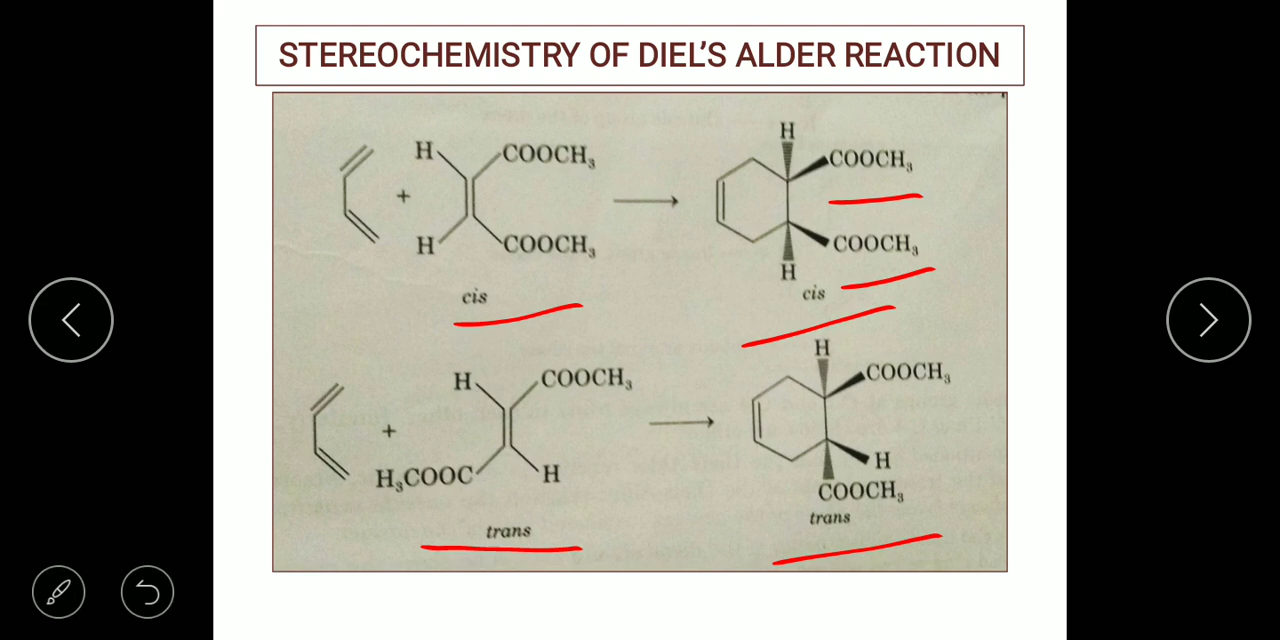 STEREOCHEMISTRY OF DIEL'S ALDER REACTION
H
H
COOCH₃
COOCH₃
+
H
COOCH₃
H
COOCH₃
cis
cis
H
H
COOCH₃
COOCH₃
+
H
H₃COOC
H
COOCH₃
trans
trans